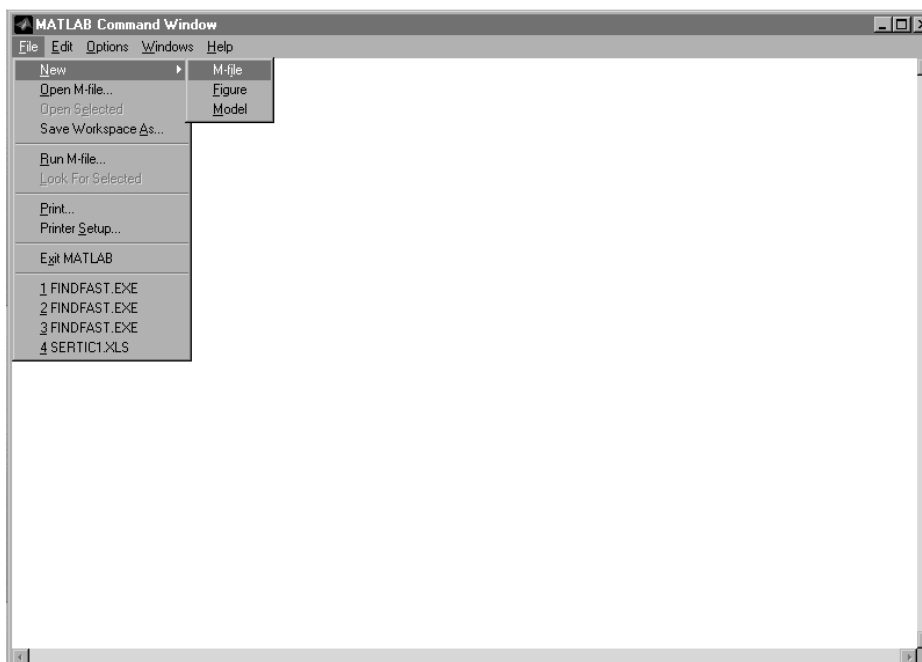 MATLAB Command Window
File Edit Options Windows Help
New M-file
Open M-file... Figure
Open Selected Model
Save Workspace As...
Run M-file...
Look For Selected
Print...
Printer Setup...
Exit MATLAB
1 FINDFAST.EXE
2 FINDFAST.EXE
3 FINDFAST.EXE
4 SERTIC1.XLS